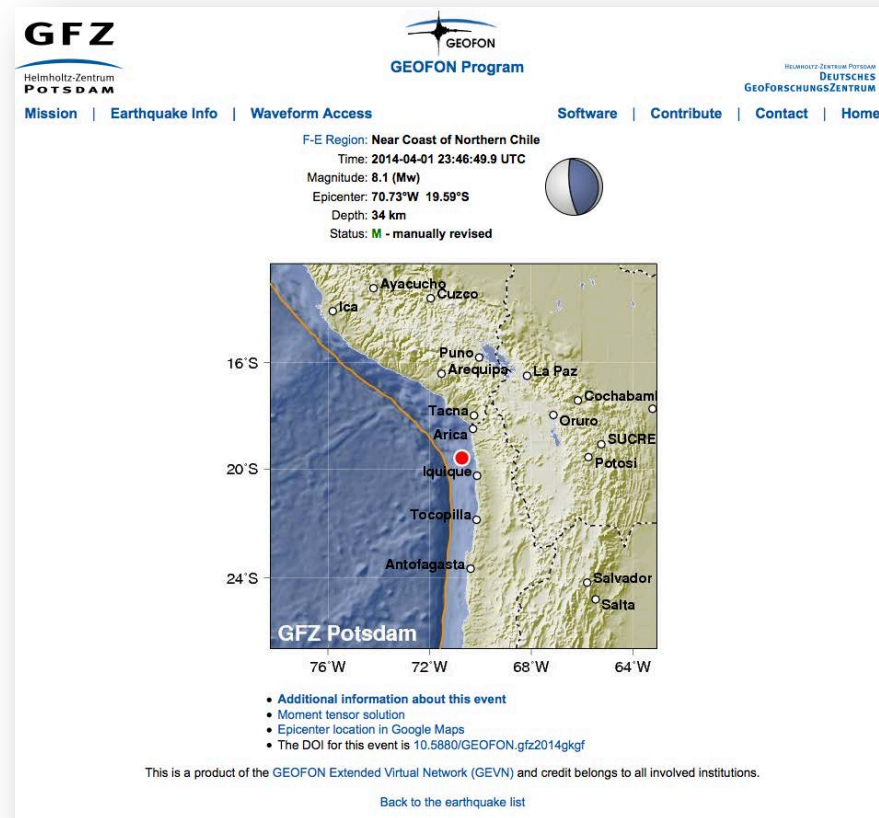 GFZ
Helmholtz-Zentrum
POTSDAM
GEOFON
GEOFON Program
HELMHOLTZ-ZENTRUM POTSDAM
DEUTSCHES
GEOFORSCHUNGSZENTRUM
Mission | Earthquake Info | Waveform Access Software | Contribute | Contact | Home
F-E Region: Near Coast of Northern Chile
Time: 2014-04-01 23:46:49.9 UTC
Magnitude: 8.1 (Mw)
Epicenter: 70.73°W 19.59°S
Depth: 34 km
Status: M - manually revised
Ayacucho
Cuzco
Ica
Puno
16°S
Arequipa
La Paz
Cochabam
Tacna
Oruro
Arica
SUCRE
Potosi
20°S
Iquique
Tocopilla
Antofagasta
24°S
Salvador
Salta
GFZ Potsdam
76°W 72°W 68°W 64°W
• Additional information about this event
• Moment tensor solution
• Epicenter location in Google Maps
• The DOI for this event is 10.5880/GEOFON.gfz2014gkgf
This is a product of the GEOFON Extended Virtual Network (GEVN) and credit belongs to all involved institutions.
Back to the earthquake list